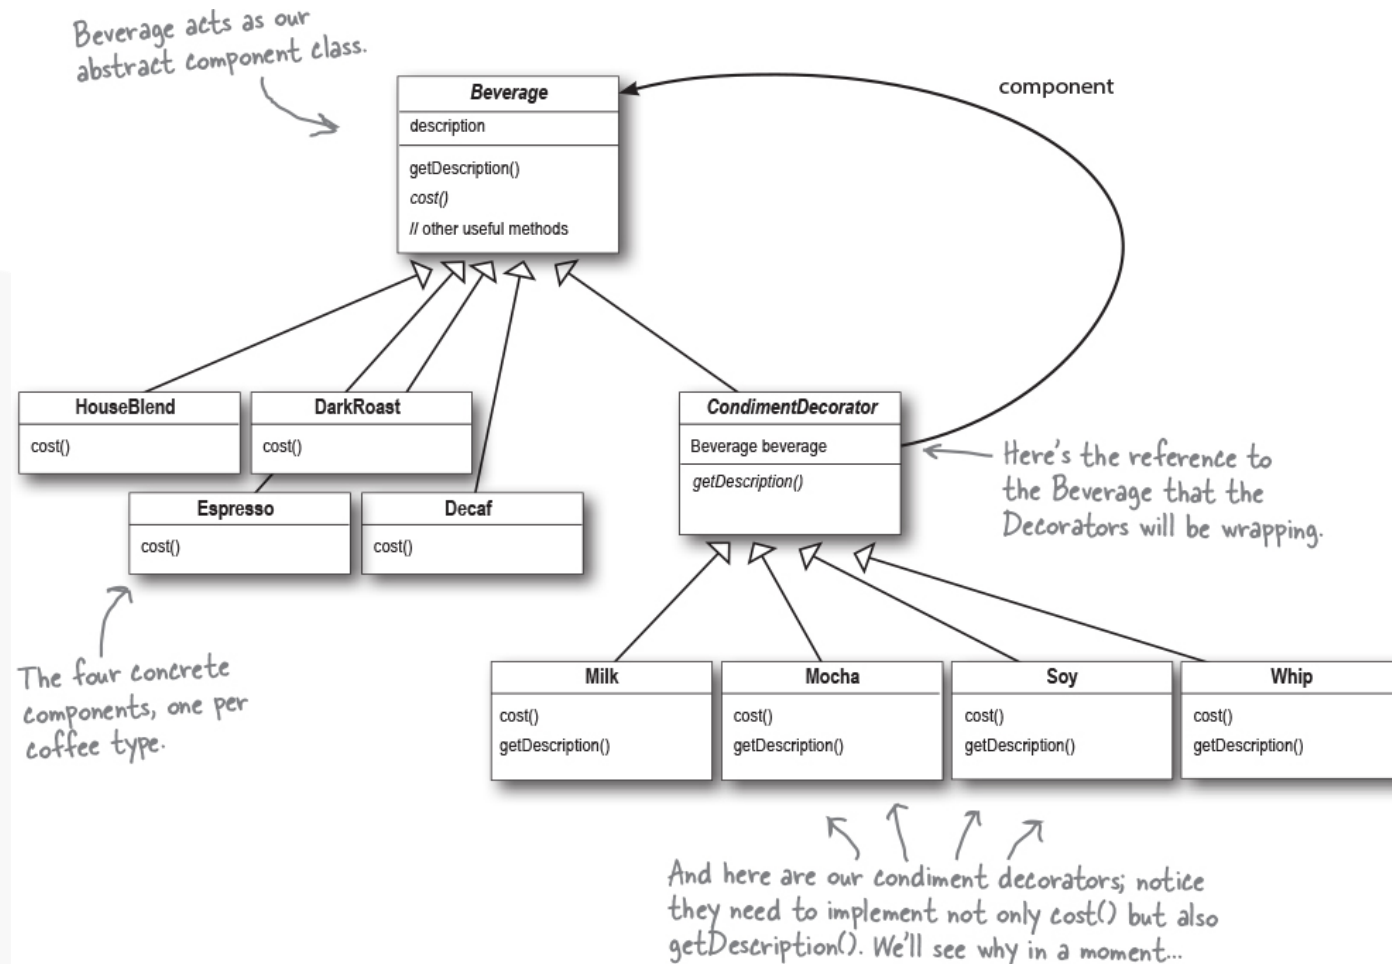 Beverage acts as our
abstract component class.
component
Beverage
description
getDescription()
cost()
// other useful methods
HouseBlend
cost()
DarkRoast
cost()
Espresso
cost()
Decaf
cost()
CondimentDecorator
Beverage beverage
getDescription()
Here's the reference to
the Beverage that the
Decorators will be wrapping.
The four concrete
components, one per
coffee type.
Milk
cost()
getDescription()
Mocha
cost()
getDescription()
Soy
cost()
getDescription()
Whip
cost()
getDescription()
And here are our condiment decorators; notice
they need to implement not only cost() but also
getDescription(). We'll see why in a moment...